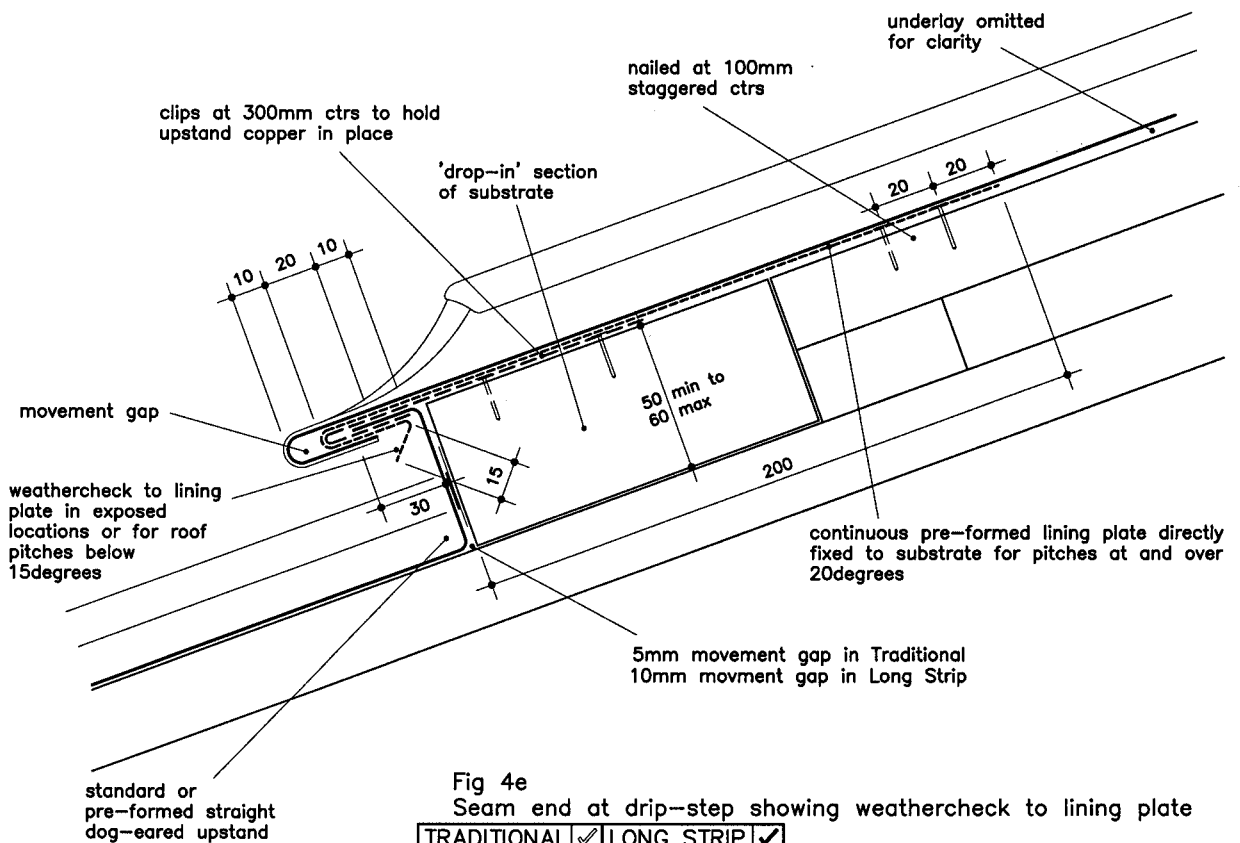 underlay omitted
for clarity
nailed at 100mm
staggered ctrs
clips at 300mm ctrs to hold
upstand copper in place
'drop-in' section
of substrate
20
20
10
20
10
movement gap
50 min to
60 max
15
200
30
weathercheck to lining
plate in exposed
locations or for roof
pitches below
15degrees
continuous pre-formed lining plate directly
fixed to substrate for pitches at and over
20degrees
5mm movement gap in Traditional
10mm movment gap in Long Strip
standard or
pre-formed straight
dog-eared upstand
Fig 4e
Seam end at drip-step showing weathercheck to lining plate
TRADITIONAL ✓ LONG STRIP ✓